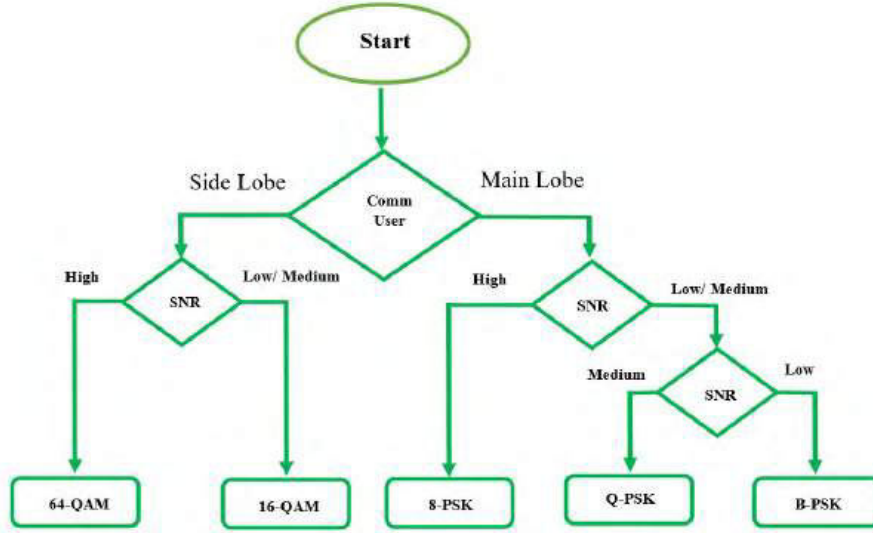 Start
Side Lobe
Main Lobe
Comm
User
High
SNR
Low/ Medium
High
SNR
Low/ Medium
Medium
SNR
Low
64-QAM
16-QAM
8-PSK
Q-PSK
B-PSK